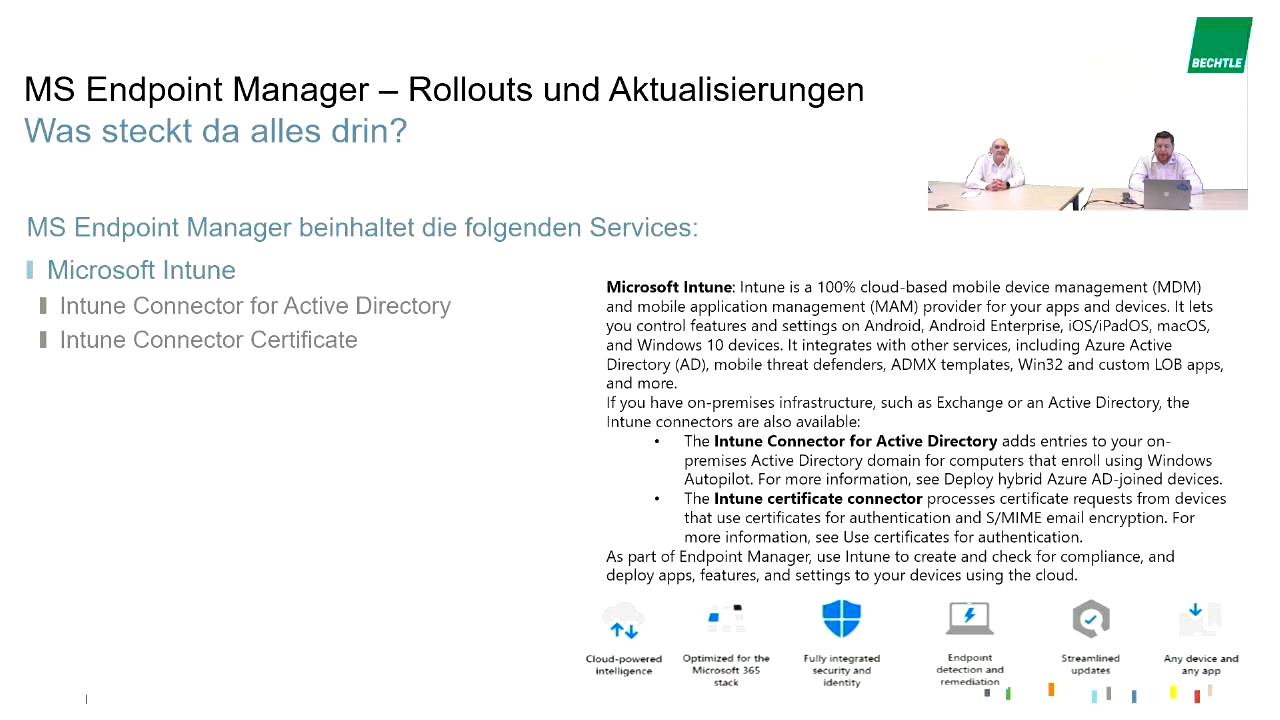 BECHTLE
MS Endpoint Manager – Rollouts und Aktualisierungen
Was steckt da alles drin?
MS Endpoint Manager beinhaltet die folgenden Services:
Microsoft Intune
Intune Connector for Active Directory
Intune Connector Certificate
Microsoft Intune: Intune is a 100% cloud-based mobile device management (MDM)
and mobile application management (MAM) provider for your apps and devices. It lets
you control features and settings on Android, Android Enterprise, iOS/iPadOS, macOS,
and Windows 10 devices. It integrates with other services, including Azure Active
Directory (AD), mobile threat defenders, ADMX templates, Win32 and custom LOB apps,
and more.
If you have on-premises infrastructure, such as Exchange or an Active Directory, the
Intune connectors are also available:
• The Intune Connector for Active Directory adds entries to your on-
premises Active Directory domain for computers that enroll using Windows
Autopilot. For more information, see Deploy hybrid Azure AD-joined devices.
• The Intune certificate connector processes certificate requests from devices
that use certificates for authentication and S/MIME email encryption. For
more information, see Use certificates for authentication.
As part of Endpoint Manager, use Intune to create and check for compliance, and
deploy apps, features, and settings to your devices using the cloud.
Cloud-powered
intelligence
Optimized for the
Microsoft 365
stack
Fully integrated
security and
identity
Endpoint
detection and
remediation
Streamlined
updates
Any device and
any app